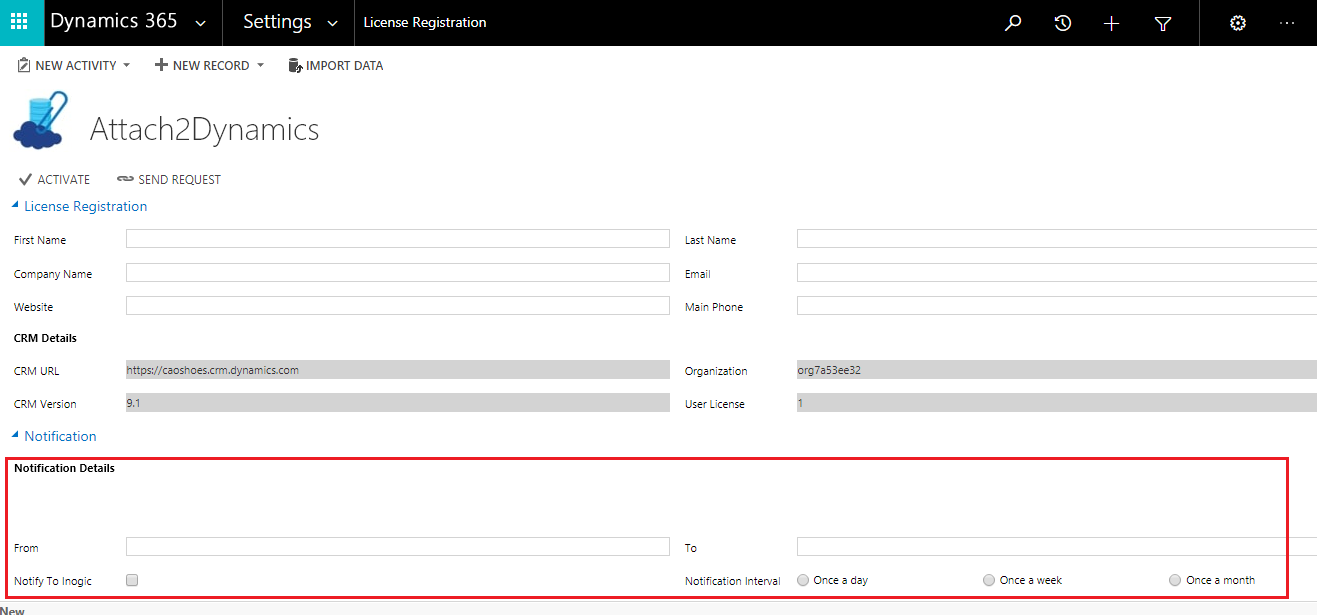 Dynamics 365 Settings License Registration
NEW ACTIVITY NEW RECORD IMPORT DATA
Attach2Dynamics
ACTIVATE SEND REQUEST
License Registration
First Name Last Name
Company Name Email
Website Main Phone
CRM Details
CRM URL https://caoshoes.crm.dynamics.com Organization org7a53ee32
CRM Version 9.1 User License 1
Notification
Notification Details
From To
Notify To Inogic Notification Interval Once a day Once a week Once a month
New